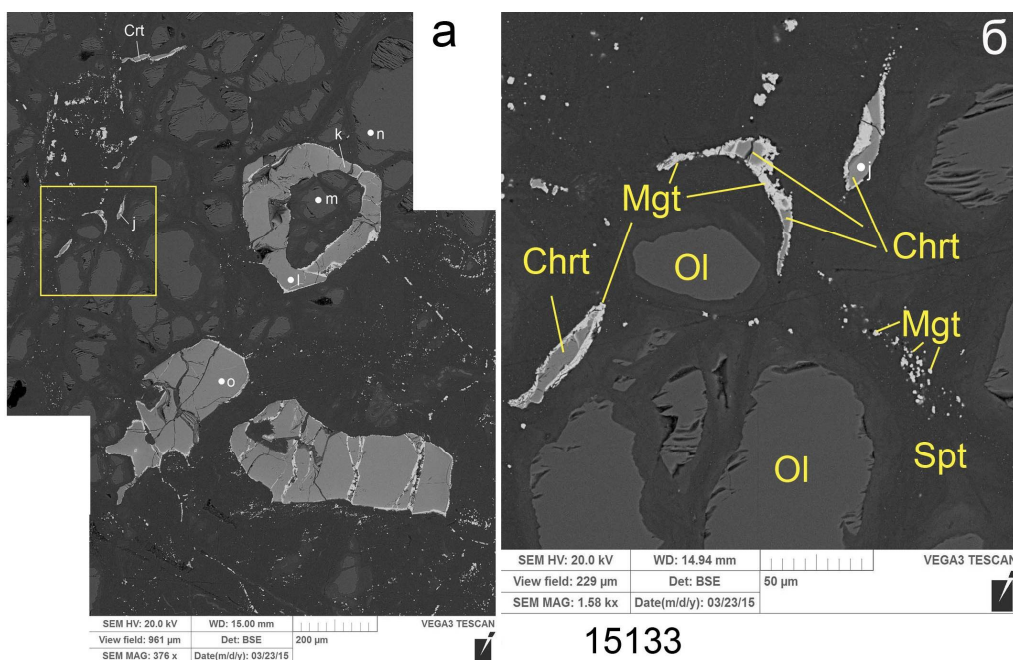 Crt
а
k
n
m
j
l
o
SEM HV: 20.0 kV WD: 15.00 mm VEGA3 TESCAN
View field: 961 µm Det: BSE 200 µm
SEM MAG: 376 x Date(m/d/y): 03/23/15
б
j
Mgt
Chrt
Chrt
Ol
Mgt
Ol
Spt
SEM HV: 20.0 kV WD: 14.94 mm VEGA3 TESCAN
View field: 229 µm Det: BSE 50 µm
SEM MAG: 1.58 kx Date(m/d/y): 03/23/15
15133